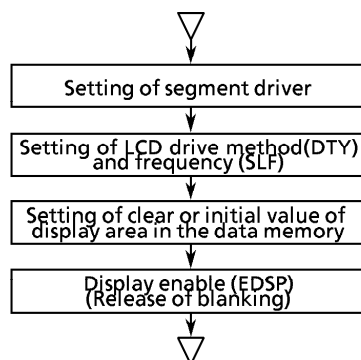 Setting of segment driver
Setting of LCD drive method(DTY)
and frequency (SLF)
Setting of clear or initial value of
display area in the data memory
Display enable (EDSP)
(Release of blanking)